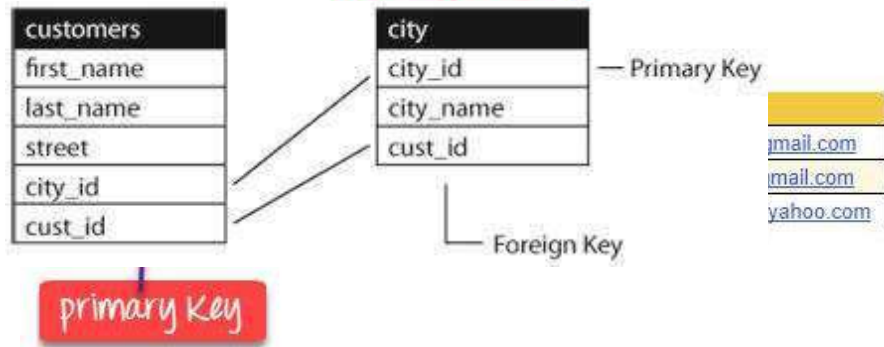 customers
first_name
last_name
street
city_id
cust_id
primary Key
city
city_id
city_name
cust_id
Primary Key
Foreign Key
gmail.com
mail.com
yahoo.com